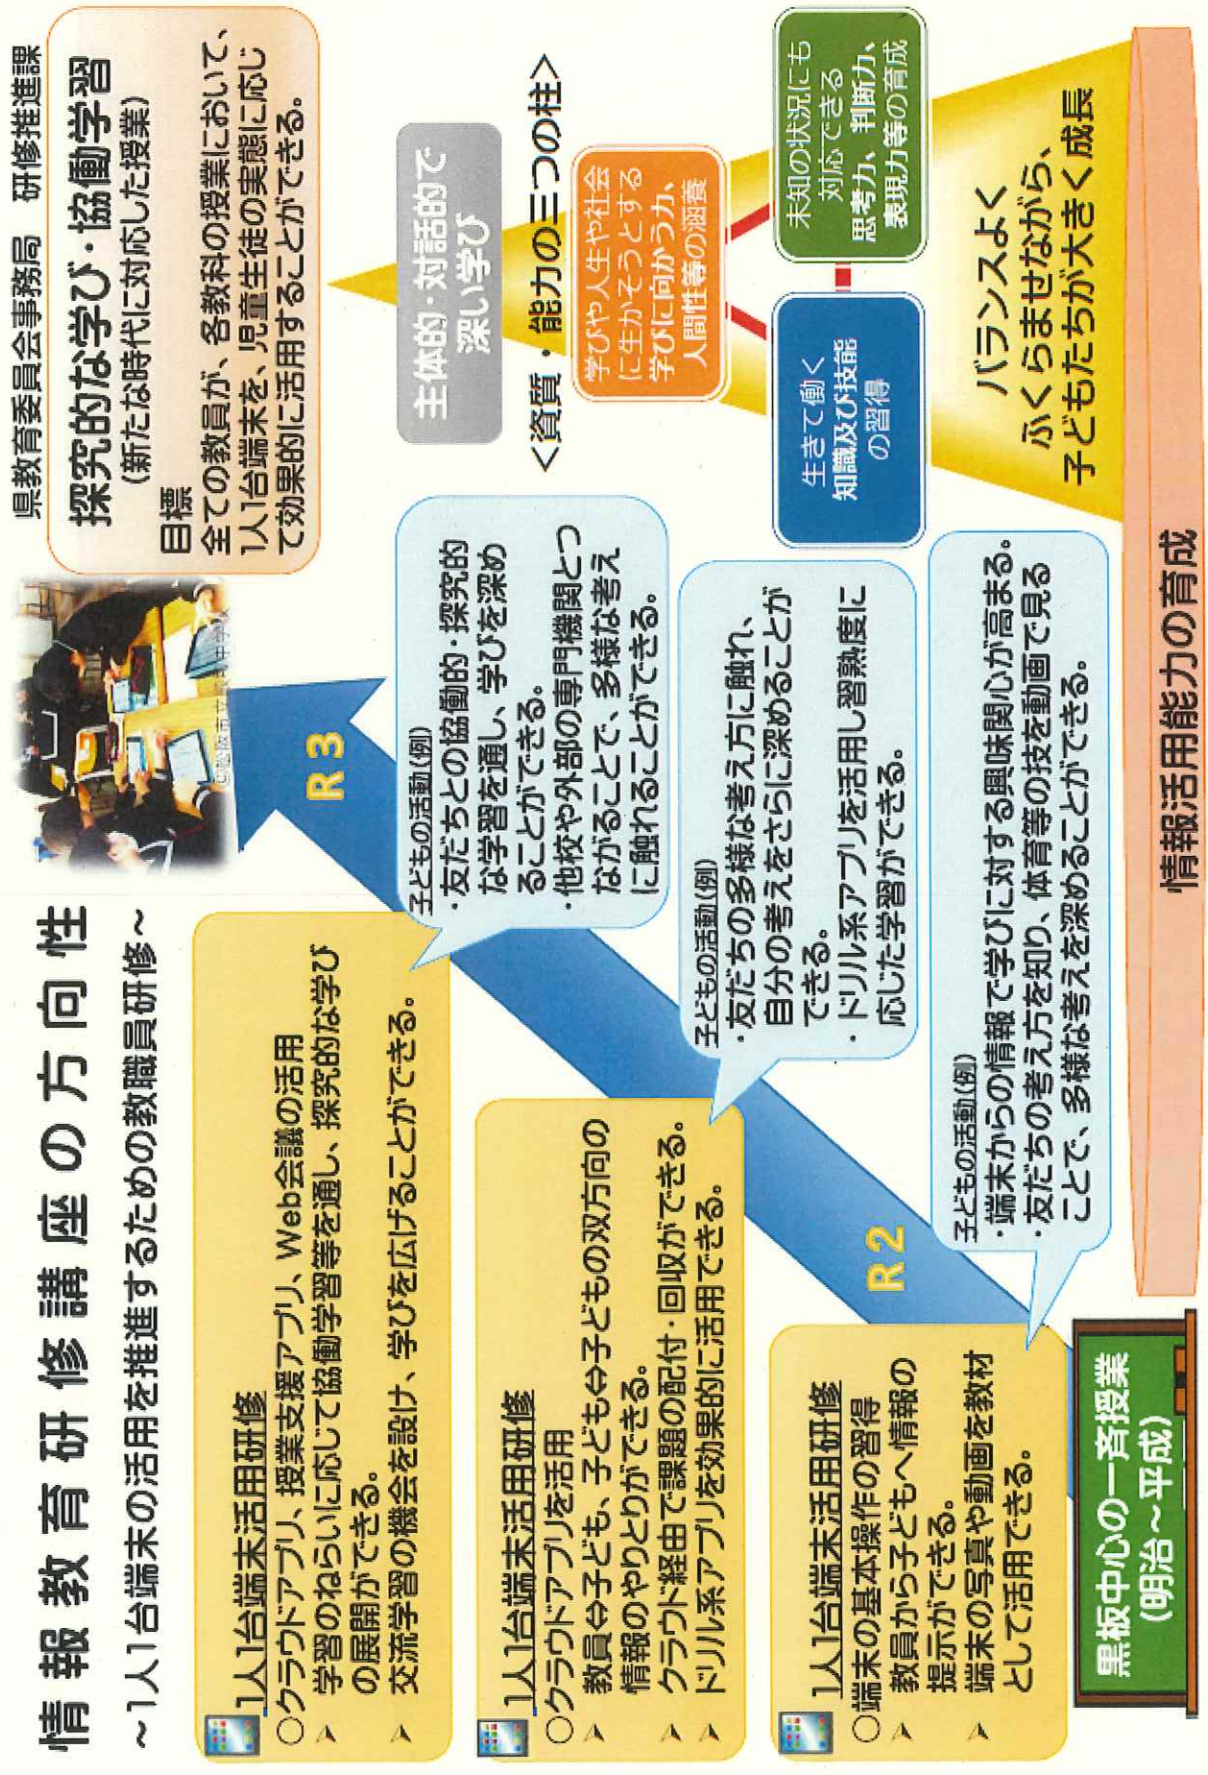 情報教育研修講座の方向性
～1人1台端末の活用を推進するための教職員研修～
県教育委員会事務局　研修推進課
探究的な学び・協働学習
（新たな時代に対応した授業）
目標
全ての教員が、各教科の授業において、
1人1台端末を、児童生徒の実態に応じ
て効果的に活用することができる。
1人1台端末活用研修
○クラウドアプリ、授業支援アプリ、Web会議の活用
➢ 学習のねらいに応じて協働学習等を通し、探究的な学び
の展開ができる。
➢ 交流学習の機会を設け、学びを広げることができる。
R3
子どもの活動(例)
・友だちとの協働的・探究的
な学習を通し、学びを深め
ることができる。
・他校や外部の専門機関とつ
ながることで、多様な考え
に触れることができる。
1人1台端末活用研修
○クラウドアプリを活用
➢ 教員⇔子ども、子ども⇔子どもの双方向の
情報のやりとりができる。
➢ クラウド経由で課題の配付・回収ができる。
➢ ドリル系アプリを効果的に活用できる。
子どもの活動(例)
・友だちの多様な考え方に触れ、
自分の考えをさらに深めることが
できる。
・ドリル系アプリを活用し習熟度に
応じた学習ができる。
R2
1人1台端末活用研修
○端末の基本操作の習得
➢ 教員から子どもへ情報の
提示ができる。
➢ 端末の写真や動画を教材
として活用できる。
子どもの活動(例)
・端末からの情報で学びに対する興味関心が高まる。
・友だちの考え方を知り、体育等の技を動画で見る
ことで、多様な考えを深めることができる。
黒板中心の一斉授業
（明治～平成）
主体的・対話的で
深い学び
＜資質・能力の三つの柱＞
学びや人生や社会
に生かそうとする
学びに向かう力、
人間性等の涵養
生きて働く
知識及び技能
の習得
未知の状況にも
対応できる
思考力、判断力、
表現力等の育成
バランスよく
ふくらませながら、
子どもたちが大きく成長
情報活用能力の育成